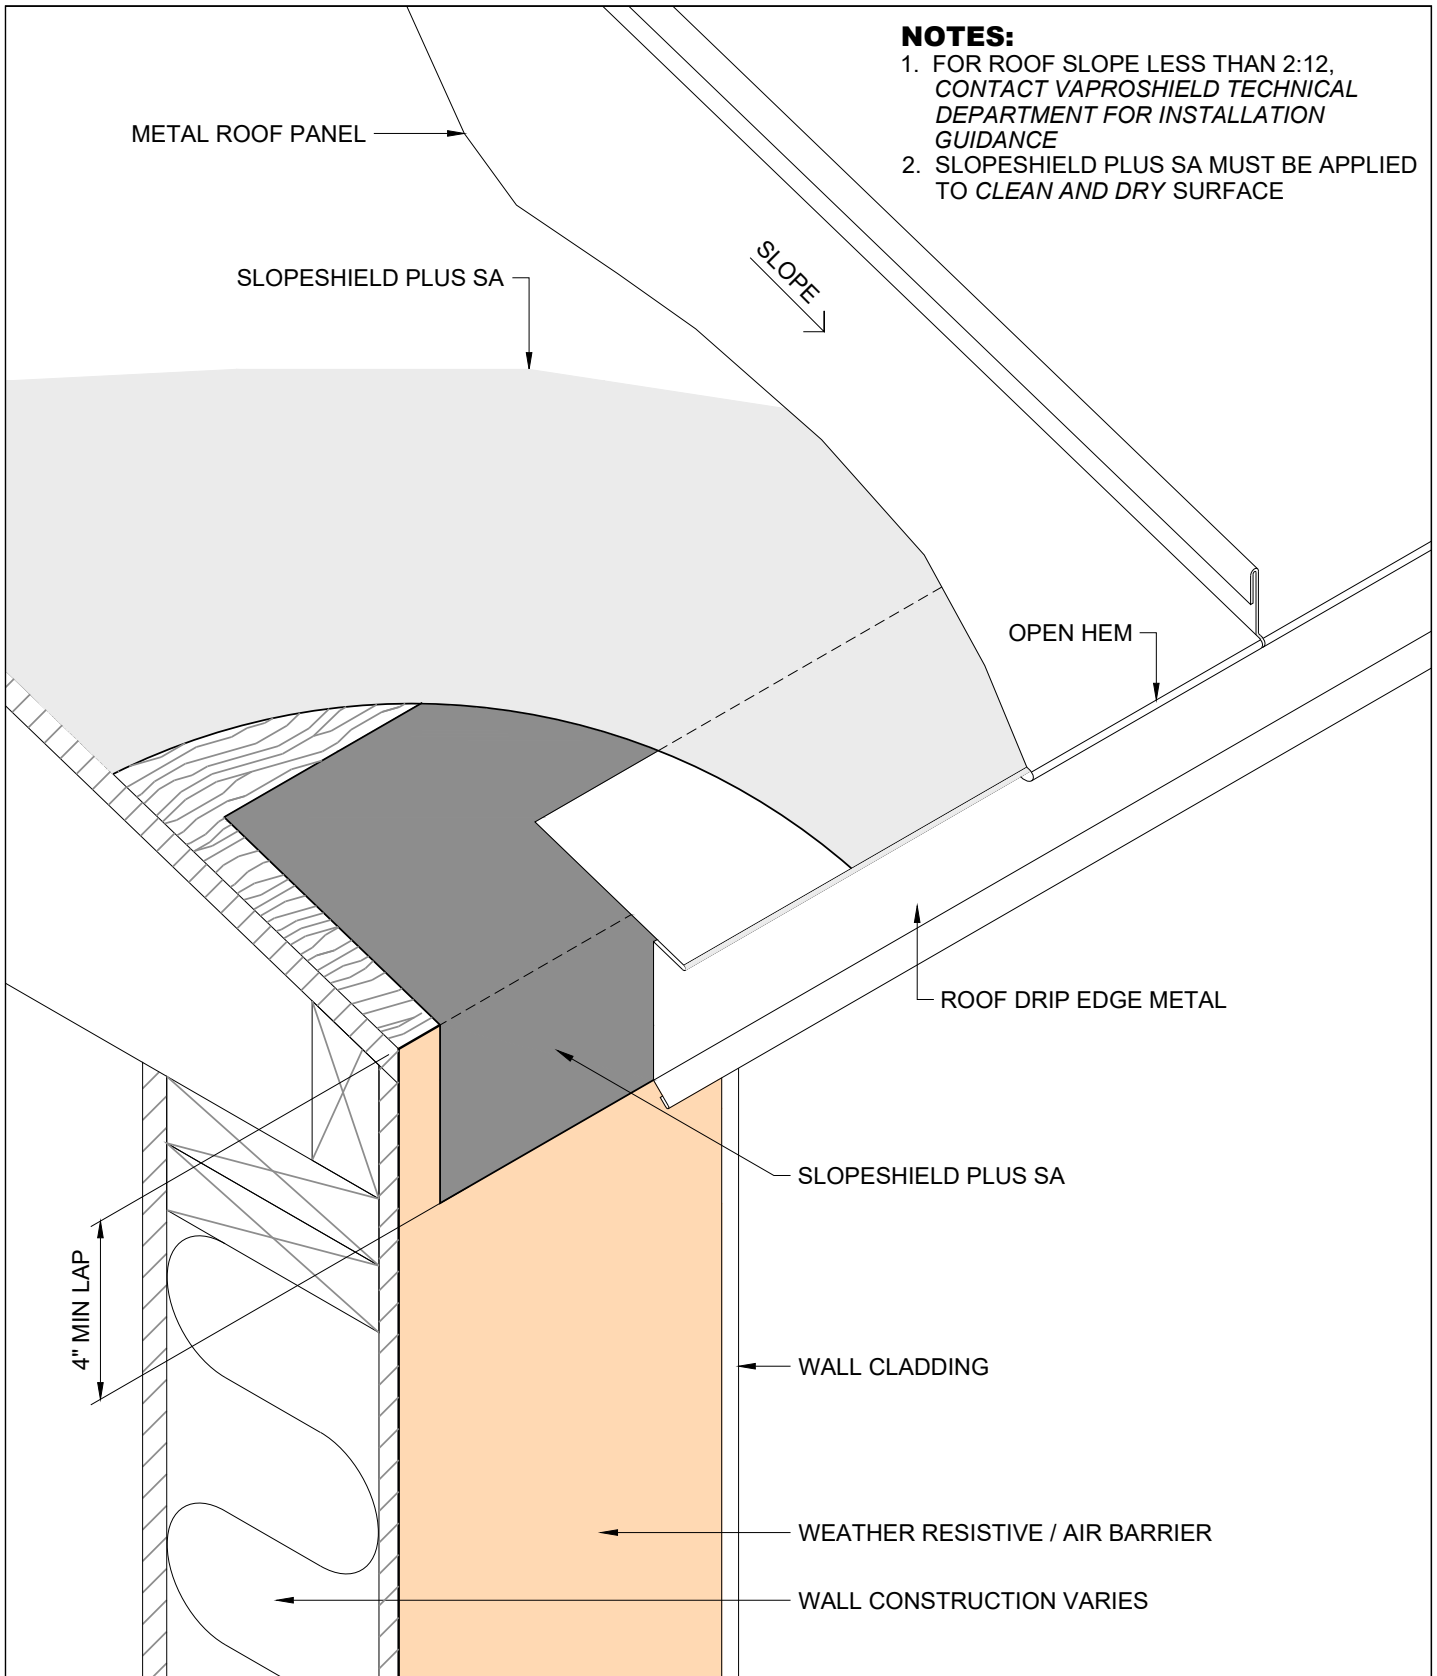 NOTES:
1. FOR ROOF SLOPE LESS THAN 2:12,
CONTACT VAPROSHIELD TECHNICAL
DEPARTMENT FOR INSTALLATION
GUIDANCE
2. SLOPESHIELD PLUS SA MUST BE APPLIED
TO CLEAN AND DRY SURFACE
METAL ROOF PANEL
SLOPESHIELD PLUS SA
SLOPE
OPEN HEM
ROOF DRIP EDGE METAL
SLOPESHIELD PLUS SA
4" MIN LAP
WALL CLADDING
WEATHER RESISTIVE / AIR BARRIER
WALL CONSTRUCTION VARIES